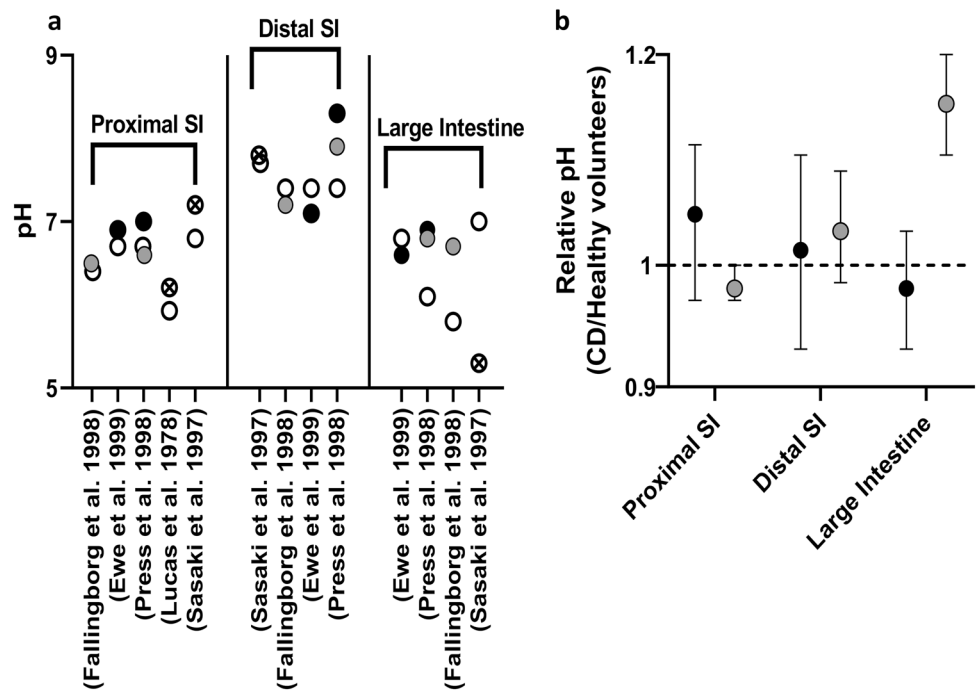 a
Distal SI
Proximal SI
Large Intestine
pH
9
7
5
(Fallingborg et al. 1998)
(Ewe et al. 1999)
(Press et al. 1998)
(Lucas et al. 1978)
(Sasaki et al. 1997)
(Sasaki et al. 1997)
(Fallingborg et al. 1998)
(Ewe et al. 1999)
(Press et al. 1998)
(Ewe et al. 1999)
(Press et al. 1998)
(Fallingborg et al. 1998)
(Sasaki et al. 1997)
b
Relative pH
(CD/Healthy volunteers)
1.2
1
0.9
Proximal SI
Distal SI
Large Intestine